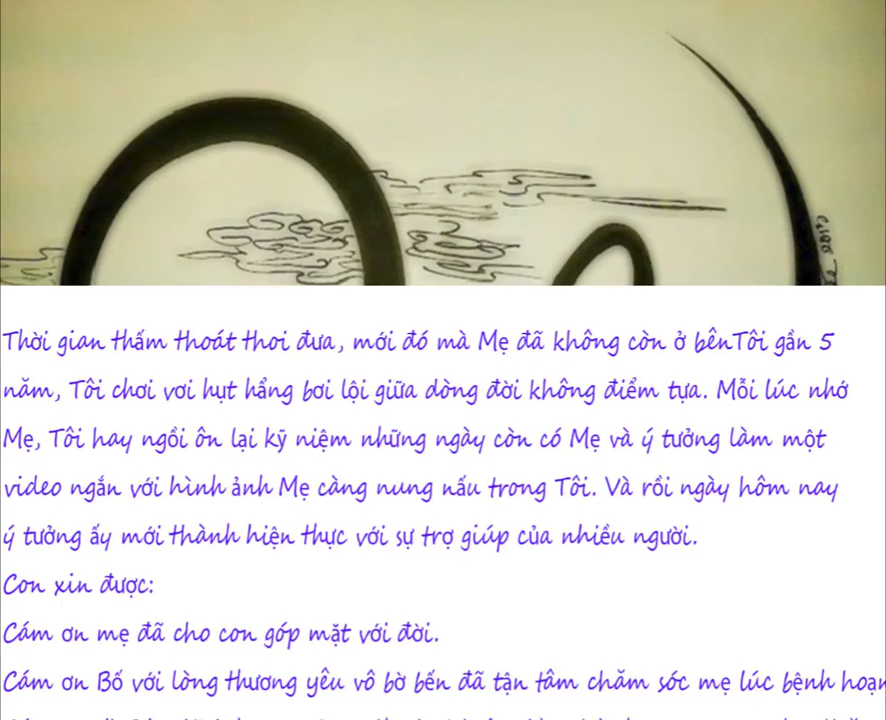 2013
Thời gian thấm thoát thoi đưa, mới đó mà Mẹ đã không còn ở bênTôi gần 5
năm, Tôi chơi vơi hụt hẳng bơi lội giữa dòng đời không điểm tựa. Mỗi lúc nhớ
Mẹ, Tôi hay ngồi ôn lại kỹ niệm những ngày còn có Mẹ và ý tưởng làm một
video ngắn với hình ảnh Mẹ càng nung nấu trong Tôi. Và rồi ngày hôm nay
ý tưởng ấy mới thành hiện thực với sự trợ giúp của nhiều người.
Con xin được:
Cám ơn mẹ đã cho con góp mặt với đời.
Cám ơn Bố với lòng thương yêu vô bờ bến đã tận tâm chăm sóc mẹ lúc bệnh hoạn